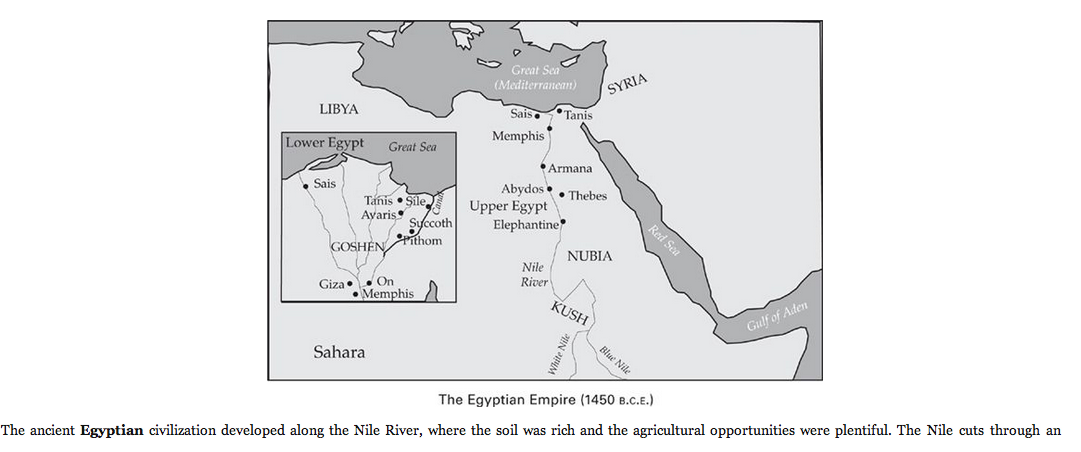 Great Sea
(Mediterranean)
SYRIA
LIBYA
Sais
Tanis
Memphis
Armana
Abydos
Thebes
Upper Egypt
Elephantine
NUBIA
Nile
River
KUSH
White Nile
Blue Nile
Red Sea
Gulf of Aden
Sahara
Lower Egypt
Great Sea
Sais
Tanis
Sile
Canal
Avaris
Succoth
GOSHEN
Pithom
Giza
On
Memphis
The Egyptian Empire (1450 B.C.E.)
The ancient Egyptian civilization developed along the Nile River, where the soil was rich and the agricultural opportunities were plentiful. The Nile cuts through an